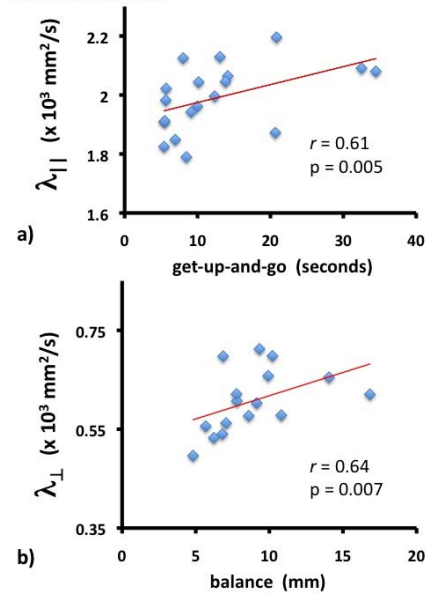 2.2
2
1.8
1.6
λ|| (x 10³ mm²/s)
r = 0.61
p = 0.005
a)
0 10 20 30 40
get-up-and-go (seconds)
0.75
0.55
0.35
λ⊥ (x 10³ mm²/s)
r = 0.64
p = 0.007
b)
0 5 10 15 20
balance (mm)